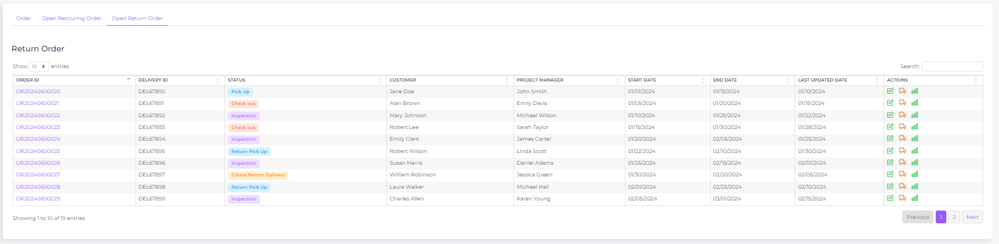 Order Open Reccuring Order Open Return Order
Return Order
Show 10 entries Search:
ORDER ID DELIVERY ID STATUS CUSTOMER PROJECT MANAGER START DATE END DATE LAST UPDATED DATE ACTIONS
OR20240600020 DEL67890 Pick Up Jane Doe John Smith 01/01/2024 01/15/2024 01/10/2024
OR20240600021 DEL67891 Check out Alan Brown Emily Davis 01/05/2024 01/20/2024 01/15/2024
OR20240600022 DEL67892 Inspection Mary Johnson Michael Wilson 01/10/2024 01/25/2024 01/22/2024
OR20240600023 DEL67893 Check out Robert Lee Sarah Taylor 01/15/2024 01/30/2024 01/28/2024
OR20240600024 DEL67894 Inspection Emily Clark James Carter 01/20/2024 02/05/2024 01/25/2024
OR20240600025 DEL67895 Return Pick Up Robert Wilson Linda Scott 01/22/2024 02/10/2024 01/30/2024
OR20240600026 DEL67896 Inspection Susan Harris Daniel Adams 01/25/2024 02/15/2024 02/01/2024
OR20240600027 DEL67897 Create Return Delivery William Robinson Jessica Green 01/30/2024 02/20/2024 02/05/2024
OR20240600028 DEL67898 Return Pick Up Laura Walker Michael Hall 02/01/2024 02/25/2024 02/10/2024
OR20240600029 DEL67899 Inspection Charles Allen Karen Young 02/05/2024 03/01/2024 02/15/2024
Showing 1 to 10 of 19 entries Previous 1 2 Next